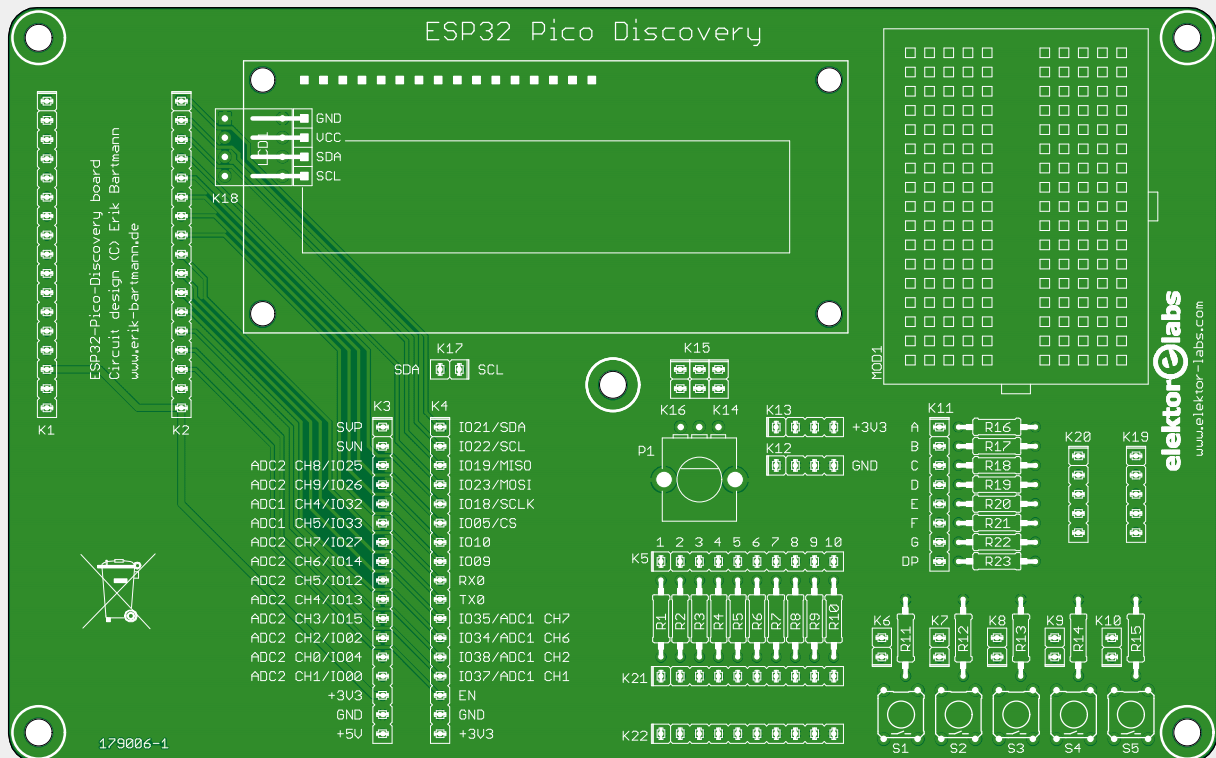 ESP32 Pico Discovery
GND
VCC
SDA
SCL
LCD1
K18
ESP32-Pico-Discovery board
Circuit design (C) Erik Bartmann
www.erik-bartmann.de
K1
K2
MOD1
elektor labs
www.elektor-labs.com
K17
SDA
SCL
K15
K16
K14
P1
K13
+3V3
K12
GND
K3
K4
SVP
IO21/SDA
SVN
IO22/SCL
ADC2 CH8/IO25
IO19/MISO
ADC2 CH9/IO26
IO23/MOSI
ADC1 CH4/IO32
IO18/SCLK
ADC1 CH5/IO33
IO05/CS
ADC2 CH7/IO27
IO10
ADC2 CH6/IO14
IO09
ADC2 CH5/IO12
RX0
ADC2 CH4/IO13
TX0
ADC2 CH3/IO15
IO35/ADC1 CH7
ADC2 CH2/IO02
IO34/ADC1 CH6
ADC2 CH0/IO04
IO38/ADC1 CH2
ADC2 CH1/IO00
IO37/ADC1 CH1
+3V3
EN
GND
GND
+5V
+3V3
K11
A
R16
B
R17
C
R18
D
R19
E
R20
F
R21
G
R22
DP
R23
K20
K19
1 2 3 4 5 6 7 8 9 10
K5
R1 R2 R3 R4 R5 R6 R7 R8 R9 R10
K21
K22
K6 R11 K7 R12 K8 R13 K9 R14 K10 R15
S1 S2 S3 S4 S5
179006-1